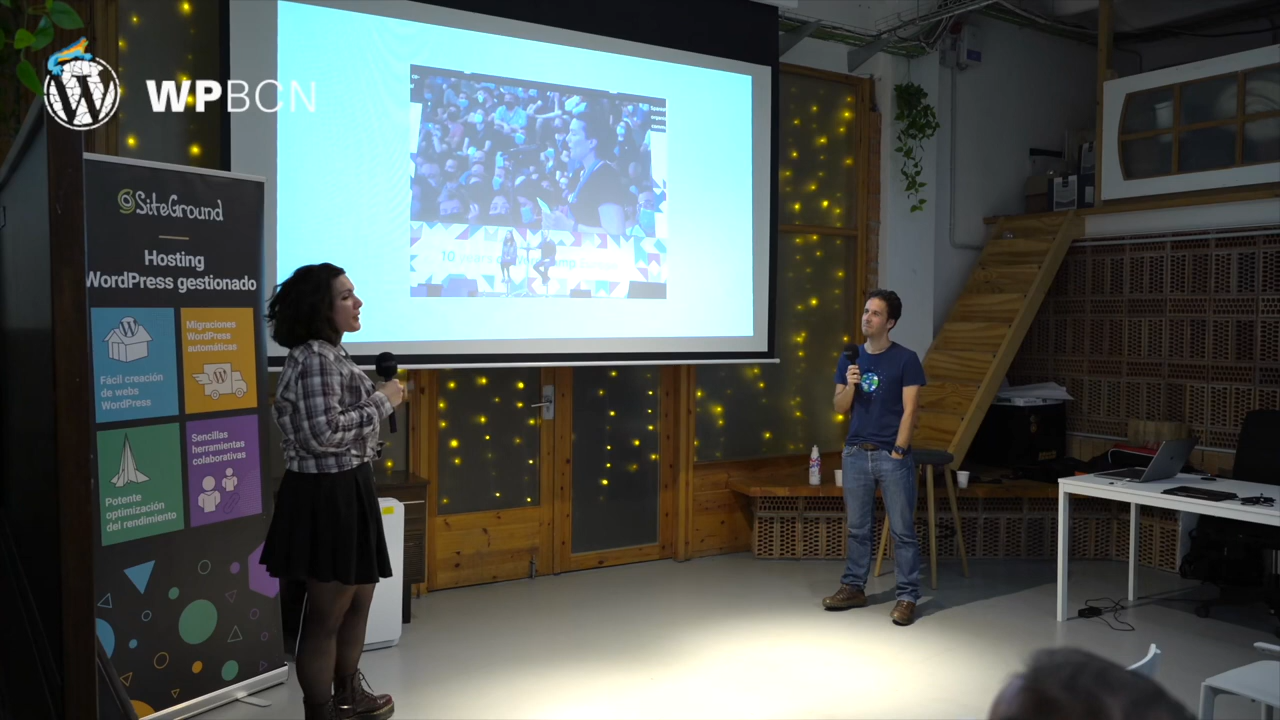 WPBCN
SiteGround
Hosting
WordPress gestionado
Fácil creación
de webs
WordPress
Migraciones
WordPress
automáticas
Potente
optimización
del rendimiento
Sencillas
herramientas
colaborativas
10